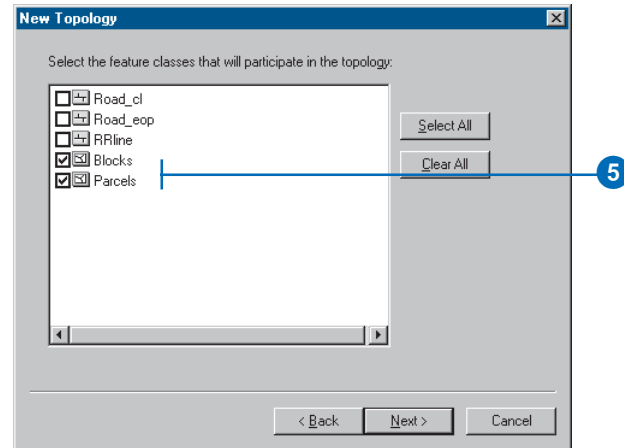 New Topology
Select the feature classes that will participate in the topology:
Road_cl
Road_eop
RRline
Blocks
Parcels
Select All
Clear All
5
< Back
Next >
Cancel